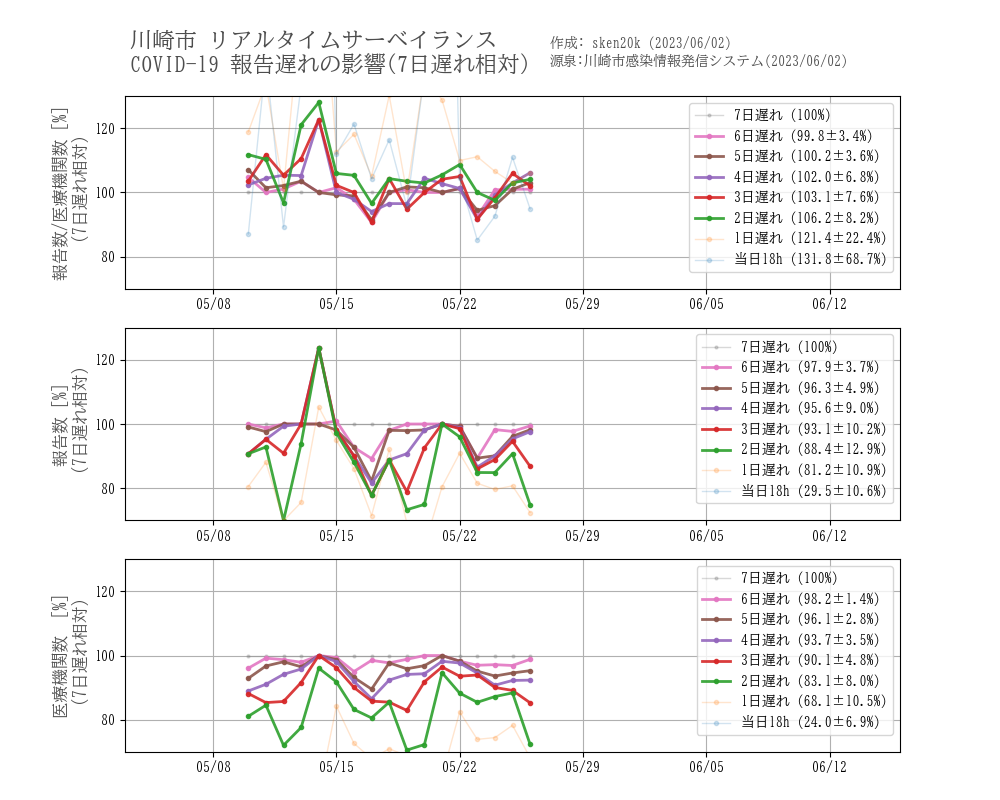 川崎市 リアルタイムサーベイランス
COVID-19 報告遅れの影響(7日遅れ相対)
作成: sken20k (2023/06/02)
源泉:川崎市感染情報発信システム(2023/06/02)
報告数/医療機関数 [%]
(7日遅れ相対)
120
100
80
7日遅れ (100%)
6日遅れ (99.8±3.4%)
5日遅れ (100.2±3.6%)
4日遅れ (102.0±6.8%)
3日遅れ (103.1±7.6%)
2日遅れ (106.2±8.2%)
1日遅れ (121.4±22.4%)
当日18h (131.8±68.7%)
05/08 05/15 05/22 05/29 06/05 06/12
報告数 [%]
(7日遅れ相対)
120
100
80
7日遅れ (100%)
6日遅れ (97.9±3.7%)
5日遅れ (96.3±4.9%)
4日遅れ (95.6±9.0%)
3日遅れ (93.1±10.2%)
2日遅れ (88.4±12.9%)
1日遅れ (81.2±10.9%)
当日18h (29.5±10.6%)
05/08 05/15 05/22 05/29 06/05 06/12
医療機関数 [%]
(7日遅れ相対)
120
100
80
7日遅れ (100%)
6日遅れ (98.2±1.4%)
5日遅れ (96.1±2.8%)
4日遅れ (93.7±3.5%)
3日遅れ (90.1±4.8%)
2日遅れ (83.1±8.0%)
1日遅れ (68.1±10.5%)
当日18h (24.0±6.9%)
05/08 05/15 05/22 05/29 06/05 06/12